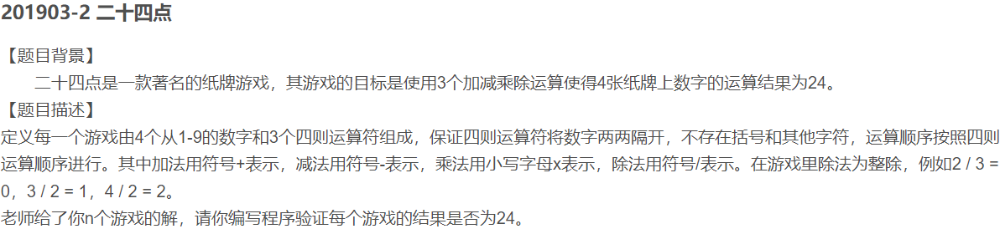 201903-2 二十四点
【题目背景】
二十四点是一款著名的纸牌游戏，其游戏的目标是使用3个加减乘除运算使得4张纸牌上数字的运算结果为24。
【题目描述】
定义每一个游戏由4个从1-9的数字和3个四则运算符组成，保证四则运算符将数字两两隔开，不存在括号和其他字符，运算顺序按照四则
运算顺序进行。其中加法用符号+表示，减法用符号-表示，乘法用小写字母x表示，除法用符号/表示。在游戏里除法为整除，例如2 / 3 =
0，3 / 2 = 1，4 / 2 = 2。
老师给了你n个游戏的解，请你编写程序验证每个游戏的结果是否为24。